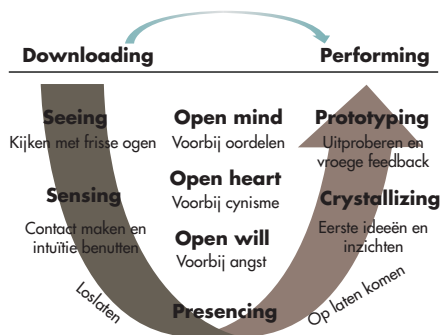 Downloading
Performing
Seeing
Kijken met frisse ogen
Sensing
Contact maken en
intuïtie benutten
Loslaten
Open mind
Voorbij oordelen
Open heart
Voorbij cynisme
Open will
Voorbij angst
Presencing
Prototyping
Uitproberen en
vroege feedback
Crystallizing
Eerste ideeën en
inzichten
Op laten komen